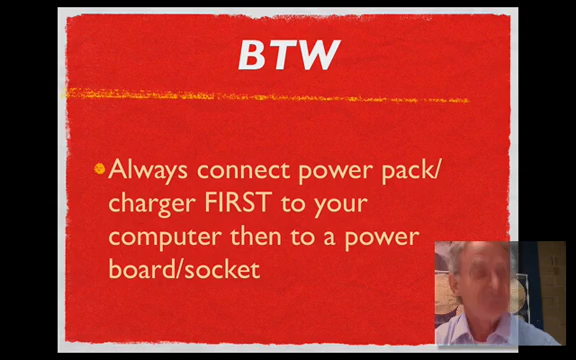 BTW
Always connect power pack/
charger FIRST to your
computer then to a power
board/socket